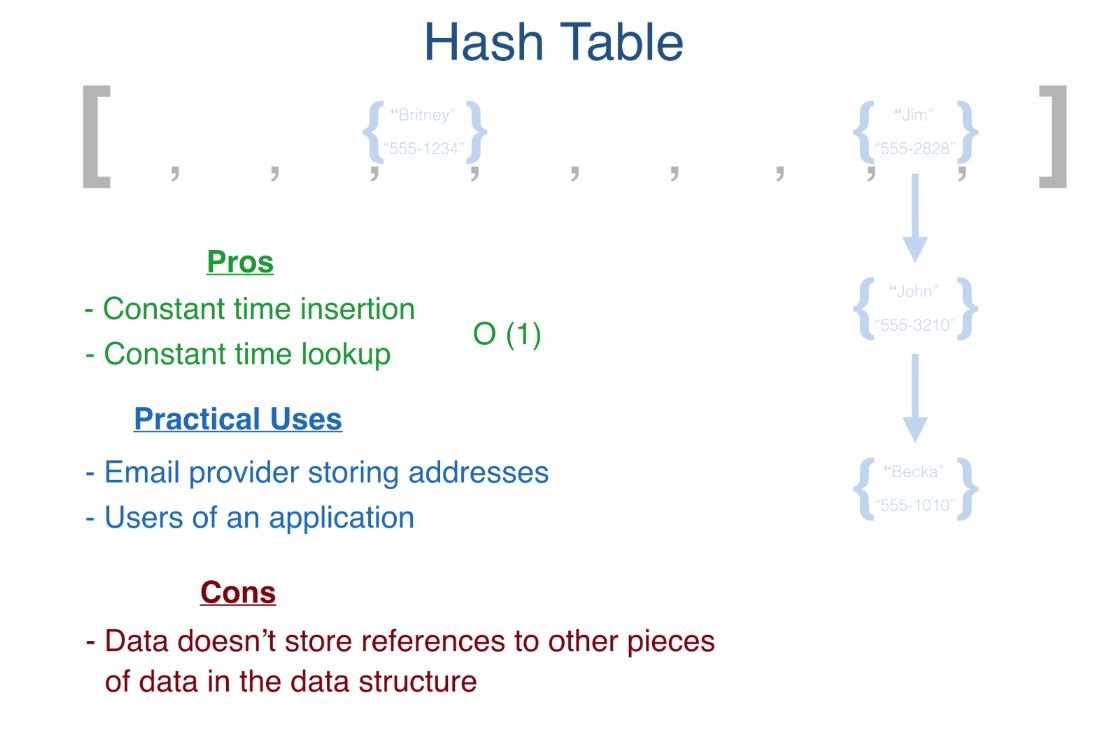 Hash Table
[ , , , , , , , , , ]
{ “Britney” “555-1234” }
{ “Jim” “555-2828” }
{ “John” “555-3210” }
{ “Becka” “555-1010” }
Pros
- Constant time insertion
- Constant time lookup
O (1)
Practical Uses
- Email provider storing addresses
- Users of an application
Cons
- Data doesn’t store references to other pieces
of data in the data structure